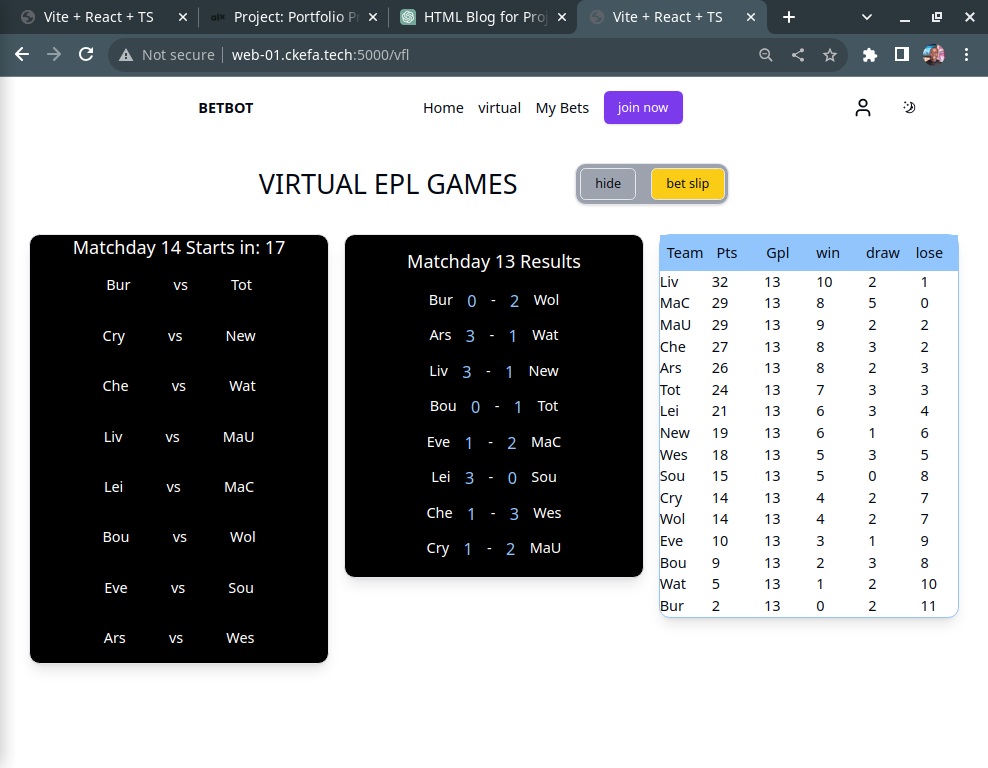 Vite + React + TS
Project: Portfolio P
HTML Blog for Proj
Vite + React + TS
Not secure web-01.ckefa.tech:5000/vfl
BETBOT
Home virtual My Bets join now
VIRTUAL EPL GAMES
hide bet slip
Matchday 14 Starts in: 17
Bur vs Tot
Cry vs New
Che vs Wat
Liv vs MaU
Lei vs MaC
Bou vs Wol
Eve vs Sou
Ars vs Wes
Matchday 13 Results
Bur 0 - 2 Wol
Ars 3 - 1 Wat
Liv 3 - 1 New
Bou 0 - 1 Tot
Eve 1 - 2 MaC
Lei 3 - 0 Sou
Che 1 - 3 Wes
Cry 1 - 2 MaU
Team Pts Gpl win draw lose
Liv 32 13 10 2 1
MaC 29 13 8 5 0
MaU 29 13 9 2 2
Che 27 13 8 3 2
Ars 26 13 8 2 3
Tot 24 13 7 3 3
Lei 21 13 6 3 4
New 19 13 6 1 6
Wes 18 13 5 3 5
Sou 15 13 5 0 8
Cry 14 13 4 2 7
Wol 14 13 4 2 7
Eve 10 13 3 1 9
Bou 9 13 2 3 8
Wat 5 13 1 2 10
Bur 2 13 0 2 11